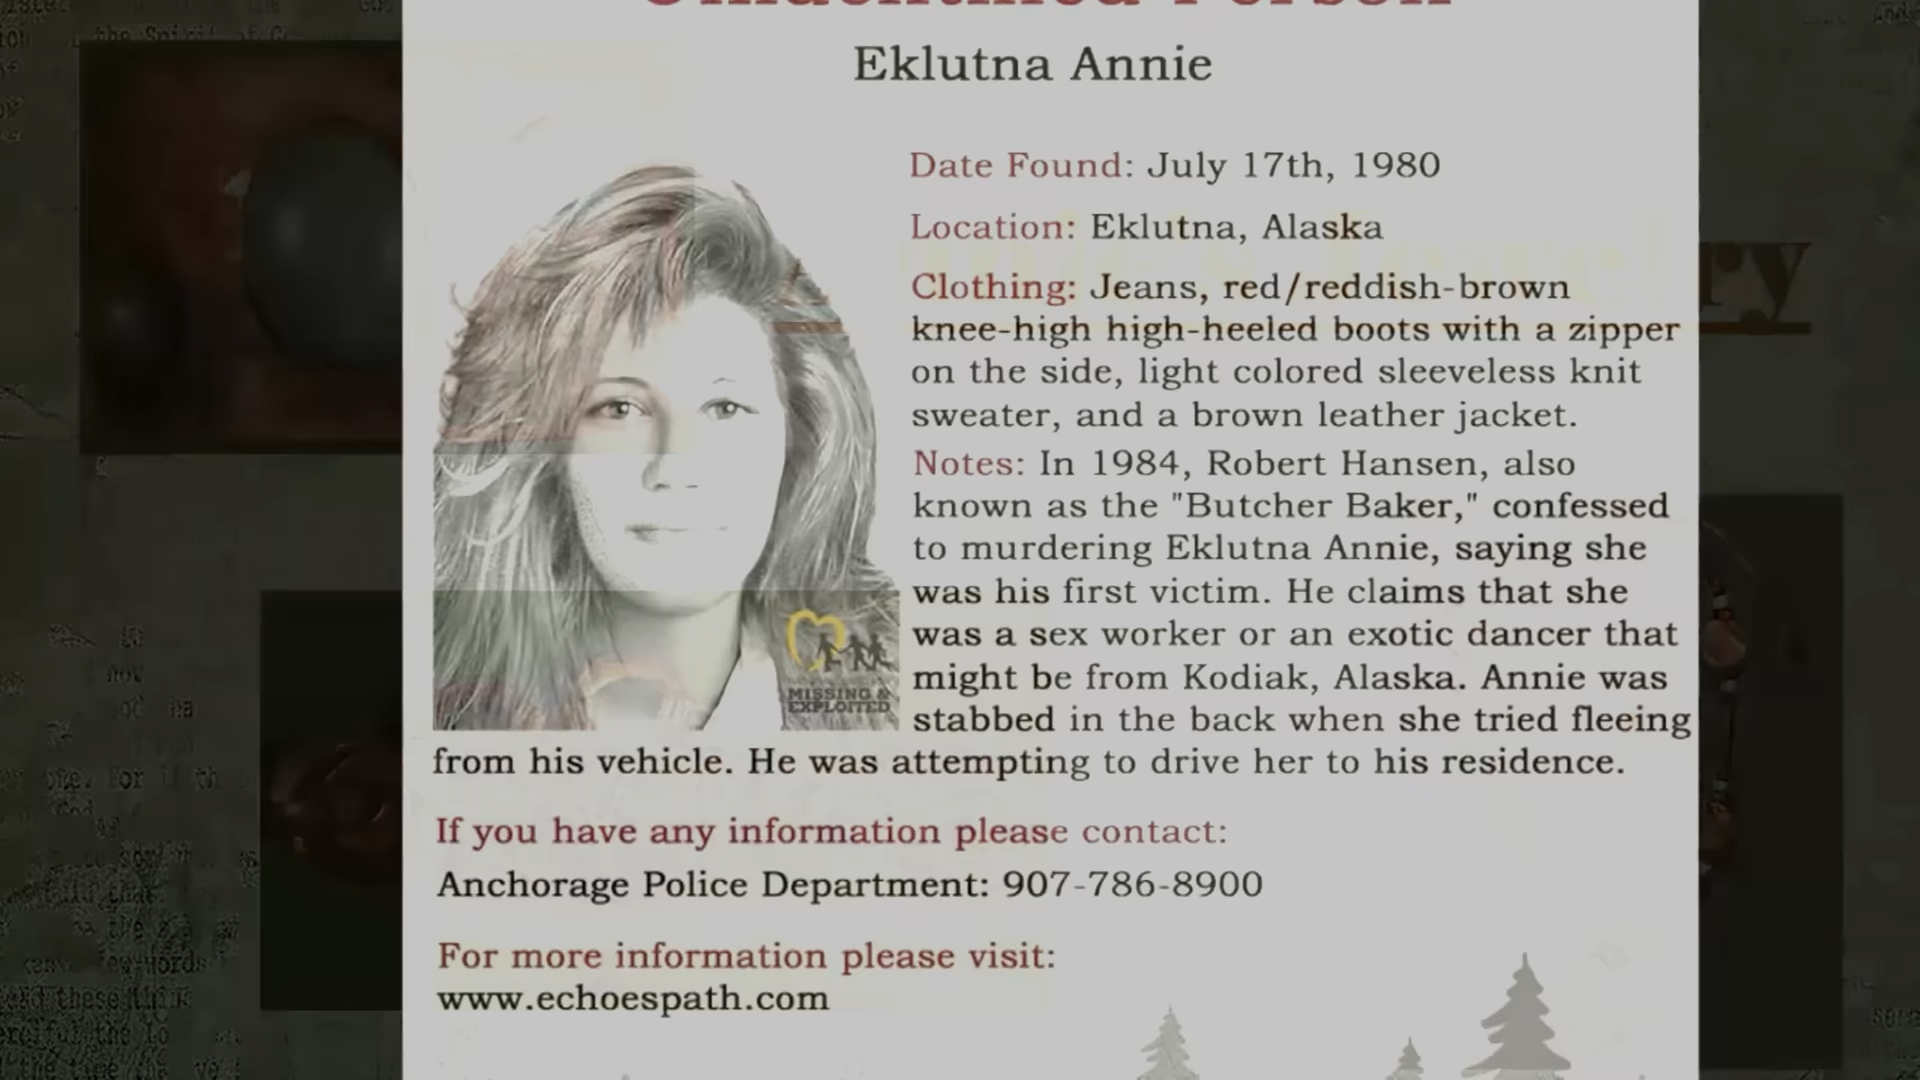 Unidentified Person
Eklutna Annie
Date Found: July 17th, 1980
Location: Eklutna, Alaska
Clothing: Jeans, red/reddish-brown
knee-high high-heeled boots with a zipper
on the side, light colored sleeveless knit
sweater, and a brown leather jacket.
Notes: In 1984, Robert Hansen, also
known as the "Butcher Baker," confessed
to murdering Eklutna Annie, saying she
was his first victim. He claims that she
was a sex worker or an exotic dancer that
might be from Kodiak, Alaska. Annie was
stabbed in the back when she tried fleeing
from his vehicle. He was attempting to drive her to his residence.
MISSING &
EXPLOITED
If you have any information please contact:
Anchorage Police Department: 907-786-8900
For more information please visit:
www.echoespath.com